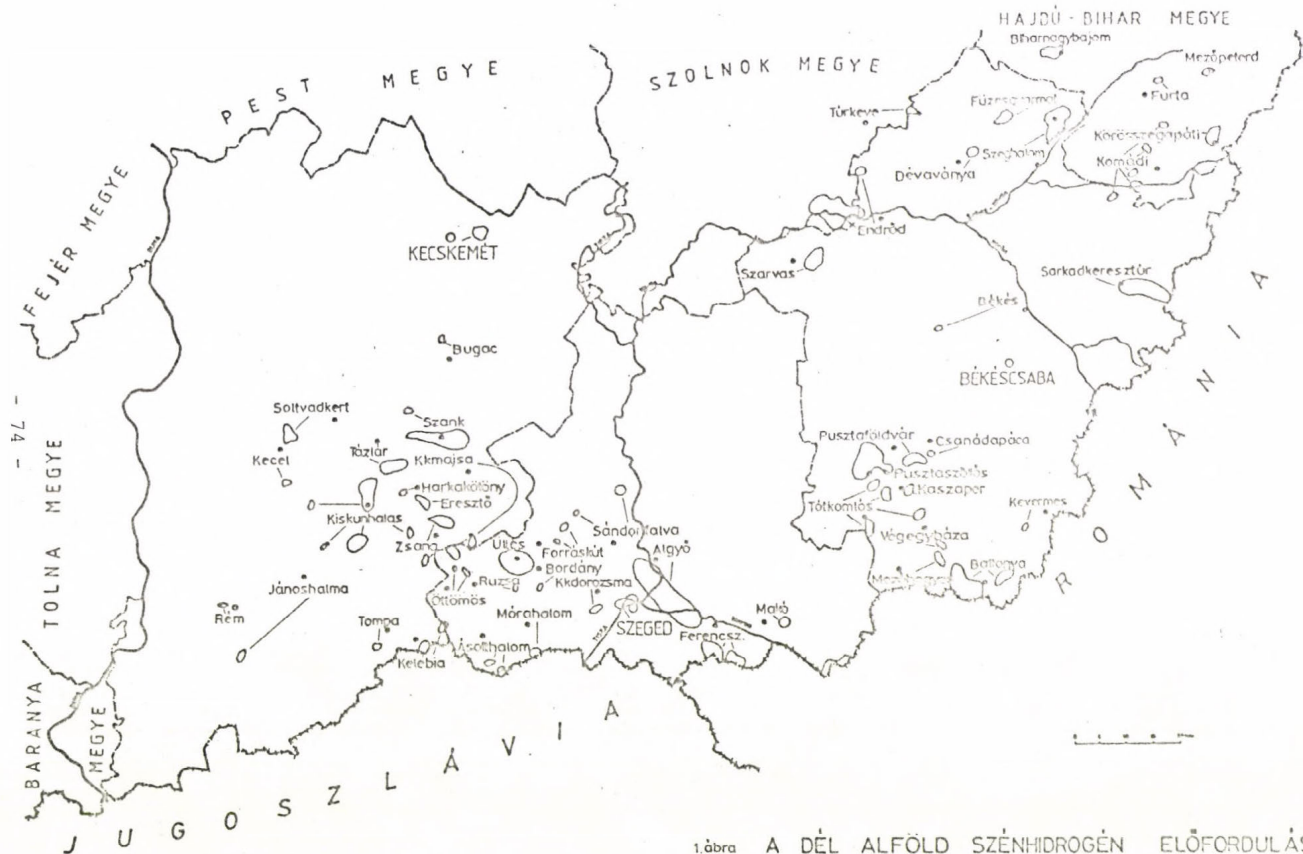 HAJDÚ-BIHAR MEGYE
Biharnagybajom
Mezőpeterd
PEST MEGYE
SZOLNOK MEGYE
Furta
Túrkeve
Szeghalom
Körösszegapáti
Komádi
Dévaványa
FEJÉR MEGYE
KECSKEMÉT
Endrőd
Szarvas
Sarkadkeresztúr
Békés
Bugac
BÉKÉSCSABA
- 74 -
TOLNA MEGYE
Soltvadkert
Szank
Kecel
Tázlár
Kkmajsa
Pusztaföldvár
Csanádapáca
Pusztaszőlős
Harkakötöny
Eresztő
Kaszaper
Tótkomlós
Kevermes
Kiskunhalas
Zsana
Üllés
Sándorfalva
Forráskút
Algyő
Végegyháza
Bordány
Jánoshalma
Ruzsa
Kkdorozsma
Battonya
Öttömös
Rém
Tompa
Mórahalom
SZEGED
Makó
Kelebia
Ásotthalom
Ferencsz.
ROMÁNIA
BARANYA MEGYE
JUGOSZLÁVIA
1.ábra A DÉL ALFÖLD SZÉNHIDROGÉN ELŐFORDULÁS